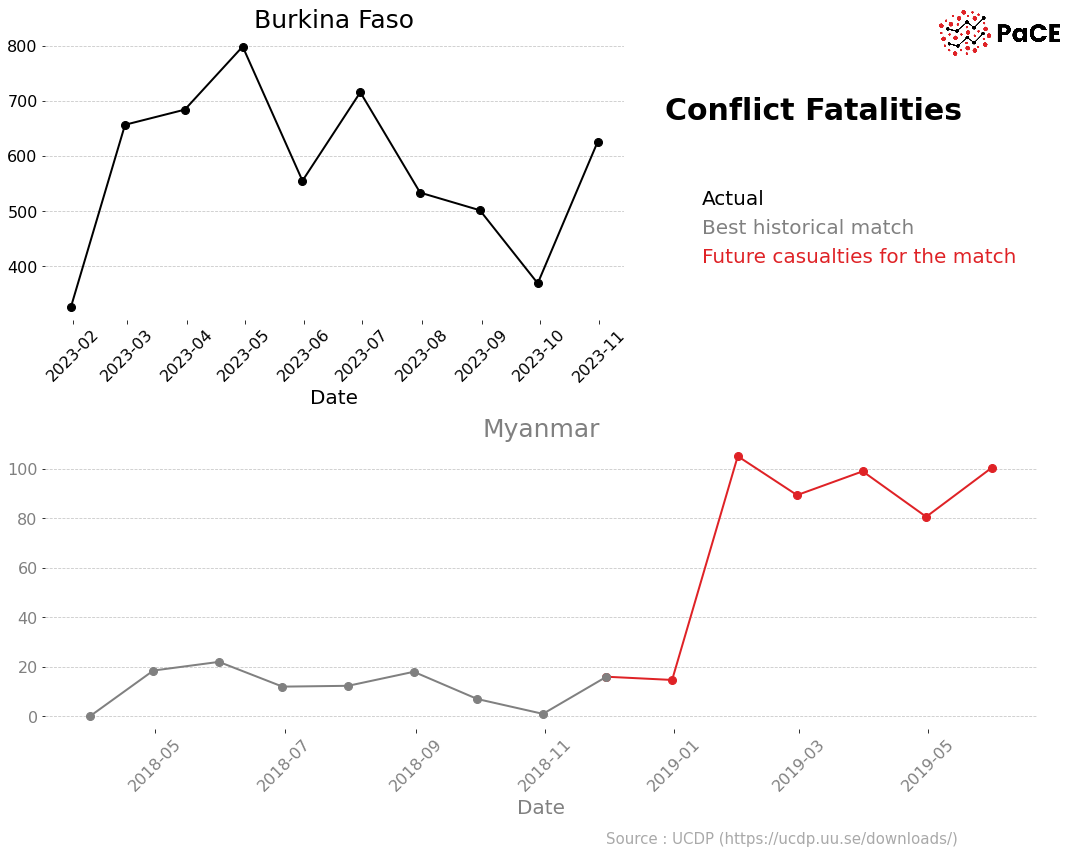 Burkina Faso
PaCE
Conflict Fatalities
Actual
Best historical match
Future casualties for the match
800
700
600
500
400
2023-02
2023-03
2023-04
2023-05
2023-06
2023-07
2023-08
2023-09
2023-10
2023-11
Date
Myanmar
100
80
60
40
20
0
2018-05
2018-07
2018-09
2018-11
2019-01
2019-03
2019-05
Date
Source : UCDP (https://ucdp.uu.se/downloads/)